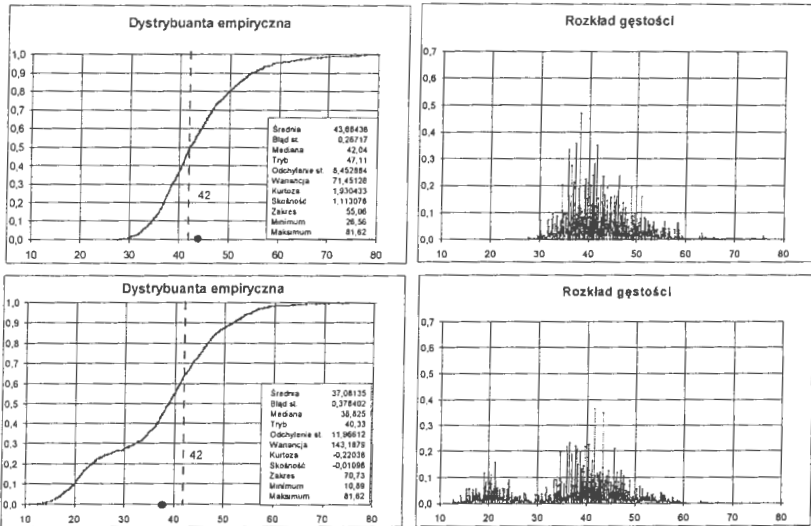 Dystrybuanta empiryczna
1,0
0,9
0,8
0,7
0,6
0,5
0,4
0,3
0,2
0,1
0,0
10 20 30 40 50 60 70 80
42
Średnia 43,68436
Błąd st. 0,26717
Mediana 42,04
Tryb 47,11
Odchylenie st. 8,452884
Wariancja 71,45128
Kurtoza 1,930433
Skośność 1,113078
Zakres 55,06
Minimum 26,56
Maksimum 81,62
Rozkład gęstości
0,7
0,6
0,5
0,4
0,3
0,2
0,1
0,0
10 20 30 40 50 60 70 80
Dystrybuanta empiryczna
1,0
0,9
0,8
0,7
0,6
0,5
0,4
0,3
0,2
0,1
0,0
10 20 30 40 50 60 70 80
42
Średnia 37,08135
Błąd st. 0,378402
Mediana 38,825
Tryb 40,33
Odchylenie st. 11,96612
Wariancja 143,1879
Kurtoza -0,22038
Skośność -0,01096
Zakres 70,73
Minimum 10,89
Maksimum 81,62
Rozkład gęstości
0,7
0,6
0,5
0,4
0,3
0,2
0,1
0,0
10 20 30 40 50 60 70 80